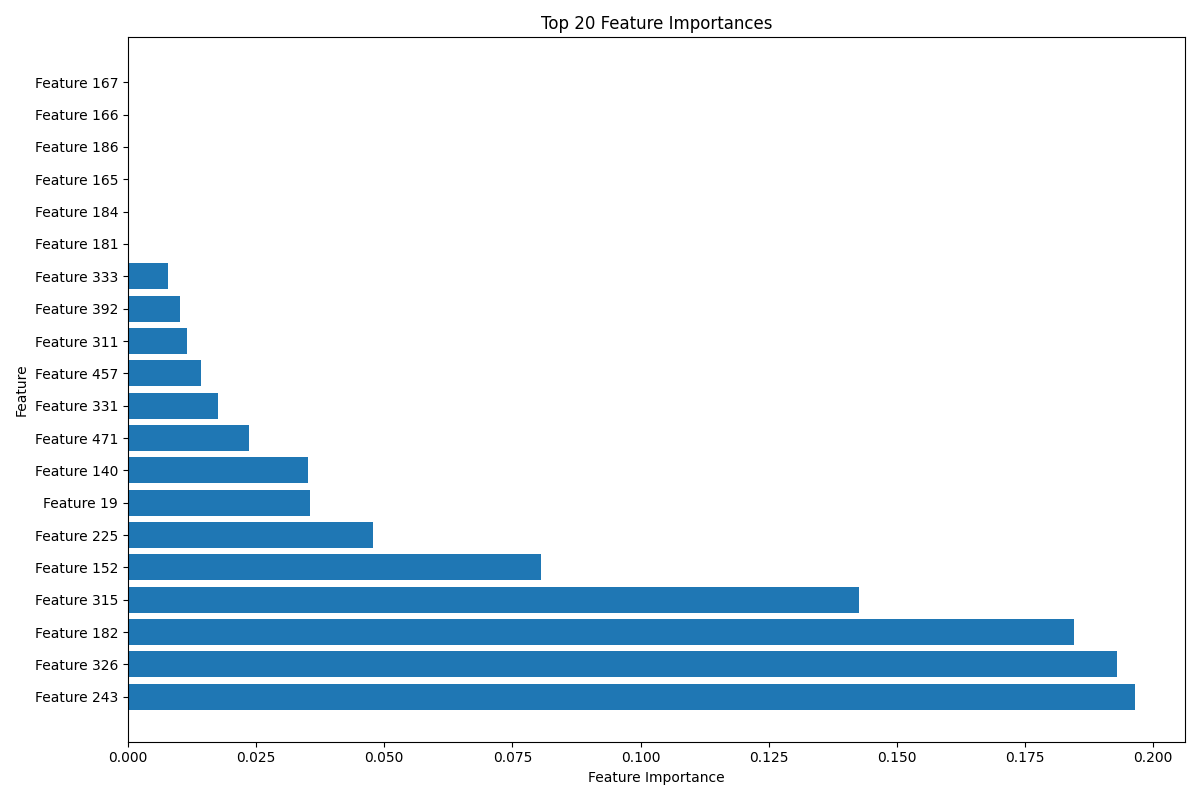 Top 20 Feature Importances
Feature
Feature 167
Feature 166
Feature 186
Feature 165
Feature 184
Feature 181
Feature 333
Feature 392
Feature 311
Feature 457
Feature 331
Feature 471
Feature 140
Feature 19
Feature 225
Feature 152
Feature 315
Feature 182
Feature 326
Feature 243
0.000 0.025 0.050 0.075 0.100 0.125 0.150 0.175 0.200
Feature Importance